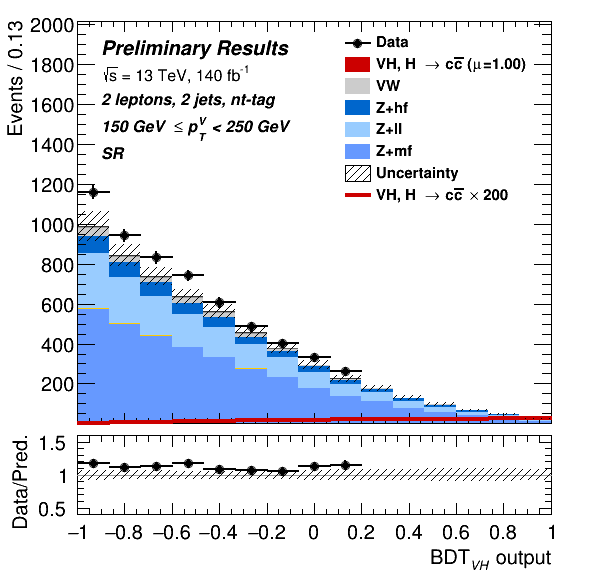 Events / 0.13
2000
1800
1600
1400
1200
1000
800
600
400
200
Preliminary Results
√s = 13 TeV, 140 fb⁻¹
2 leptons, 2 jets, nt-tag
150 GeV ≤ p_T^V < 250 GeV
SR
Data
VH, H → cc̅ (μ=1.00)
VW
Z+hf
Z+ll
Z+mf
Uncertainty
VH, H → cc̅ × 200
Data/Pred.
1.5
1
0.5
−1 −0.8 −0.6 −0.4 −0.2 0 0.2 0.4 0.6 0.8 1
BDT_VH output